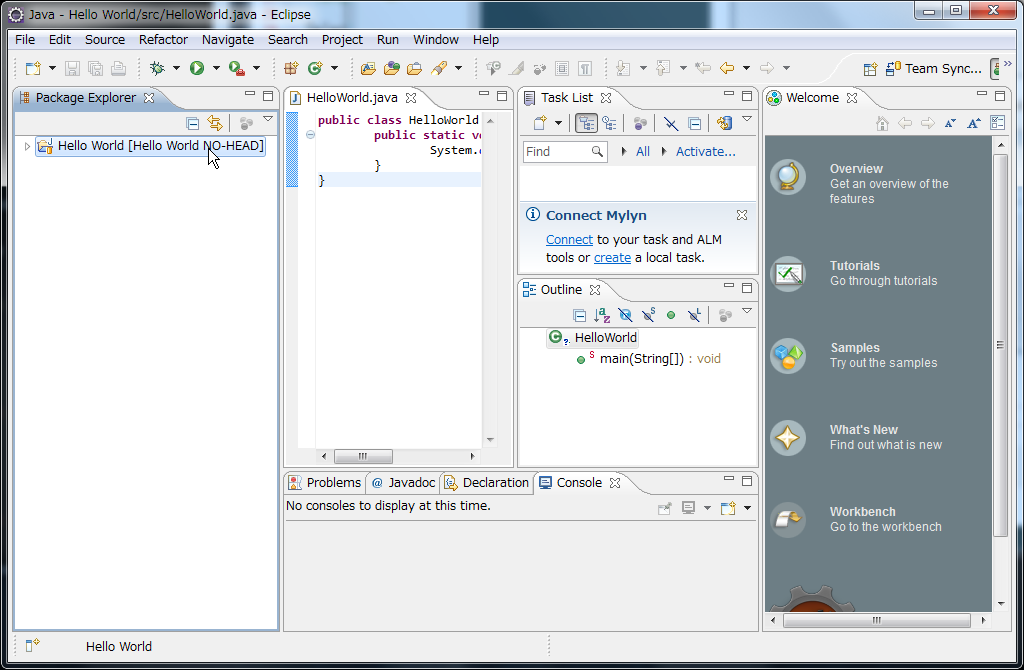 Java - Hello World/src/HelloWorld.java - Eclipse
File Edit Source Refactor Navigate Search Project Run Window Help
Team Sync...
Package Explorer
Hello World [Hello World NO-HEAD]
HelloWorld.java
public class HelloWorld
public static
System.
}
}
Task List
Find
All
Activate...
Connect Mylyn
Connect to your task and ALM
tools or create a local task.
Outline
HelloWorld
main(String[]) : void
Welcome
Overview
Get an overview of the
features
Tutorials
Go through tutorials
Samples
Try out the samples
What's New
Find out what is new
Workbench
Go to the workbench
Problems @ Javadoc Declaration Console
No consoles to display at this time.
Hello World